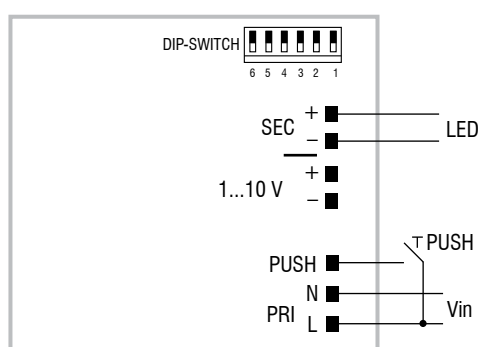 DIP-SWITCH
6 5 4 3 2 1
SEC + −
LED
1...10 V + −
PUSH
PUSH
PRI N L
Vin